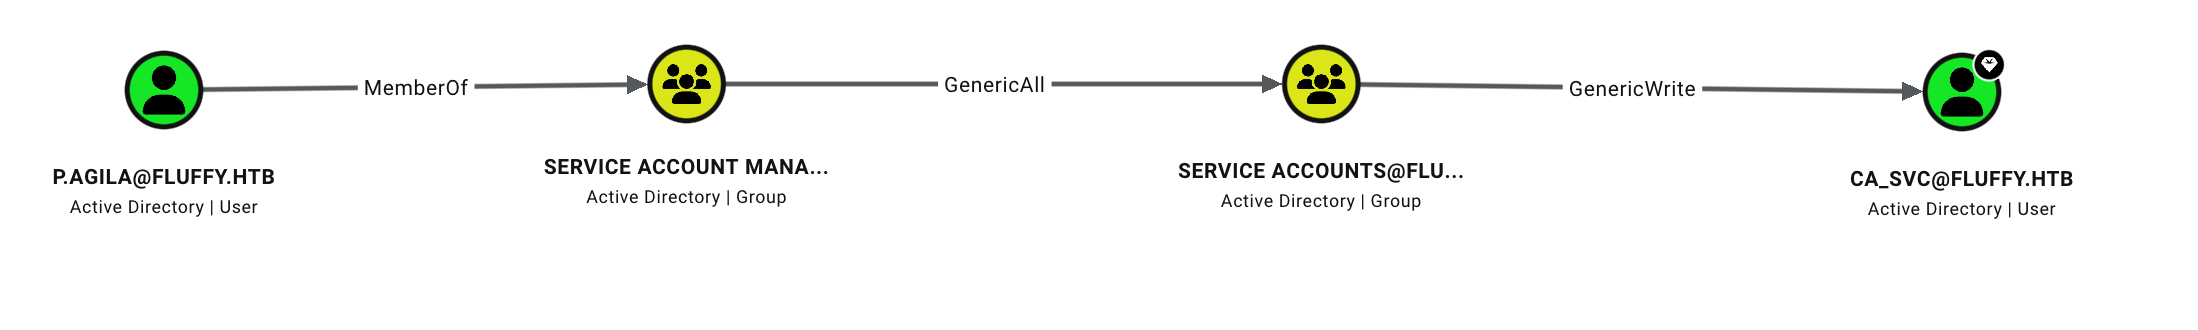 MemberOf
GenericAll
GenericWrite
P.AGILA@FLUFFY.HTB
Active Directory | User
SERVICE ACCOUNT MANA...
Active Directory | Group
SERVICE ACCOUNTS@FLU...
Active Directory | Group
CA_SVC@FLUFFY.HTB
Active Directory | User